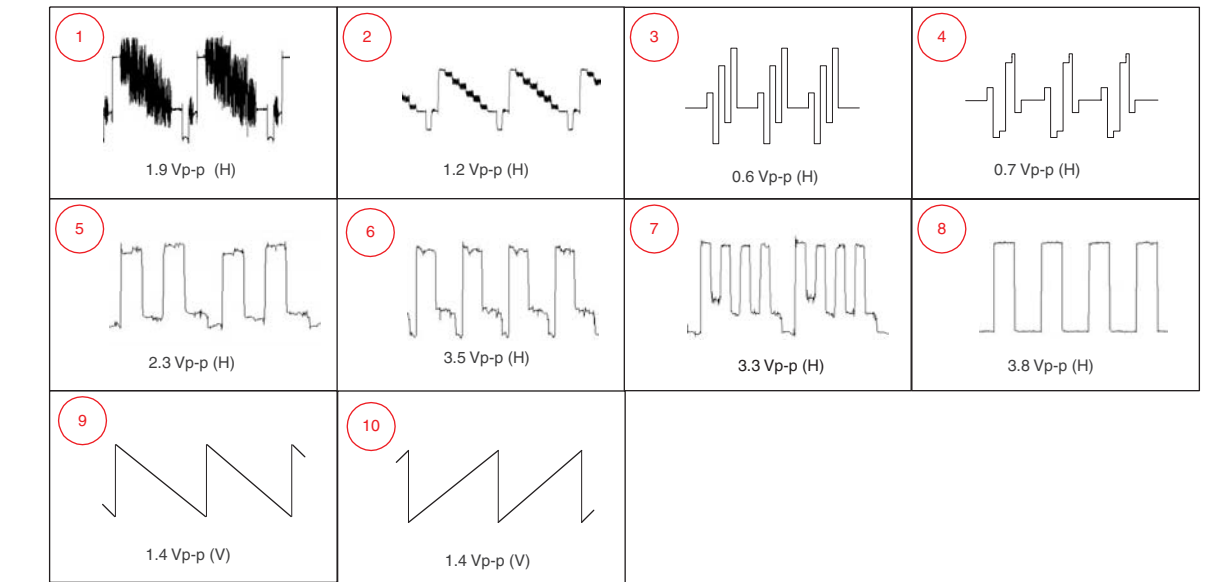 1
2
3
4
1.9 Vp-p (H)
1.2 Vp-p (H)
0.6 Vp-p (H)
0.7 Vp-p (H)
5
6
7
8
2.3 Vp-p (H)
3.5 Vp-p (H)
3.3 Vp-p (H)
3.8 Vp-p (H)
9
10
1.4 Vp-p (V)
1.4 Vp-p (V)